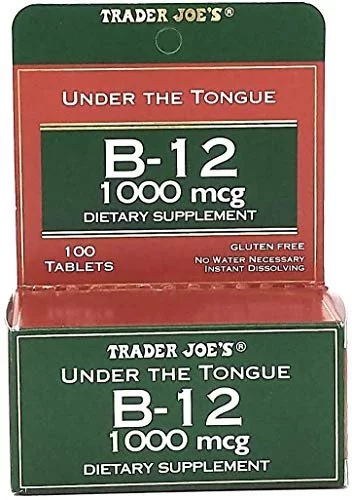 TRADER JOE'S®
UNDER THE TONGUE
B-12
1000 mcg
DIETARY SUPPLEMENT
100
TABLETS
GLUTEN FREE
NO WATER NECESSARY
INSTANT DISSOLVING
TRADER JOE'S®
UNDER THE TONGUE
B-12
1000 mcg
DIETARY SUPPLEMENT